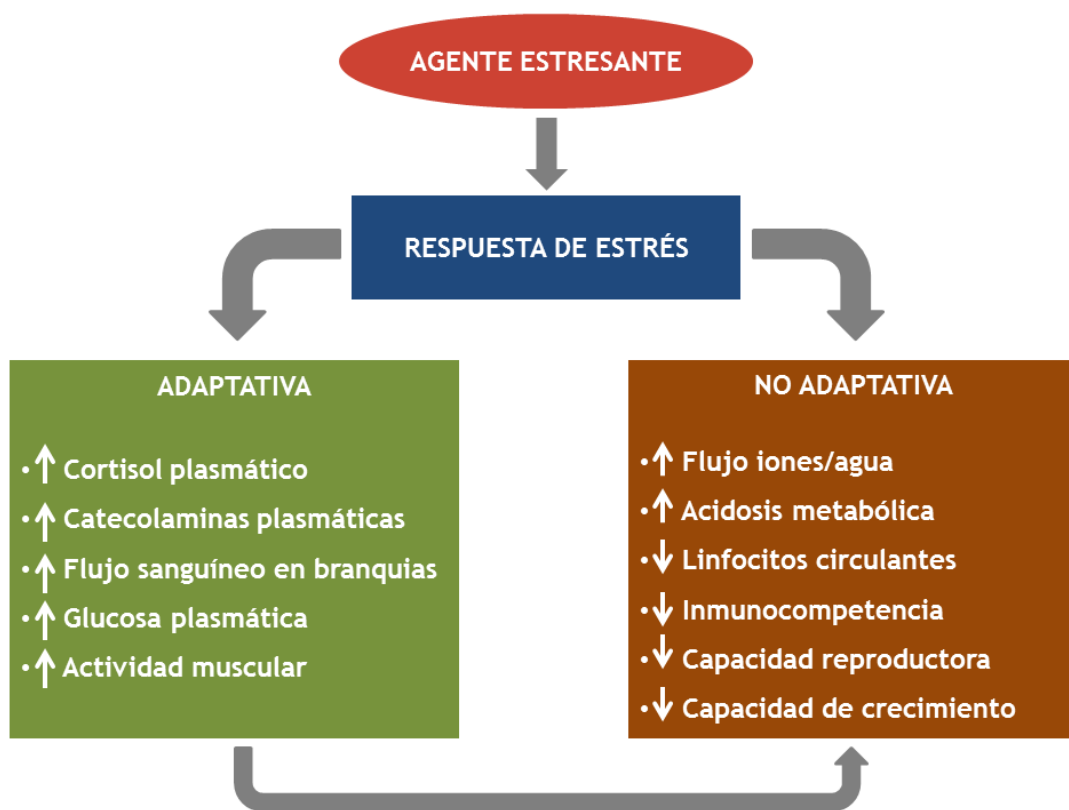 AGENTE ESTRESANTE
RESPUESTA DE ESTRÉS
ADAPTATIVA
•↑ Cortisol plasmático
•↑ Catecolaminas plasmáticas
•↑ Flujo sanguíneo en branquias
•↑ Glucosa plasmática
•↑ Actividad muscular
NO ADAPTATIVA
•↑ Flujo iones/agua
•↑ Acidosis metabólica
•↓ Linfocitos circulantes
•↓ Inmunocompetencia
•↓ Capacidad reproductora
•↓ Capacidad de crecimiento